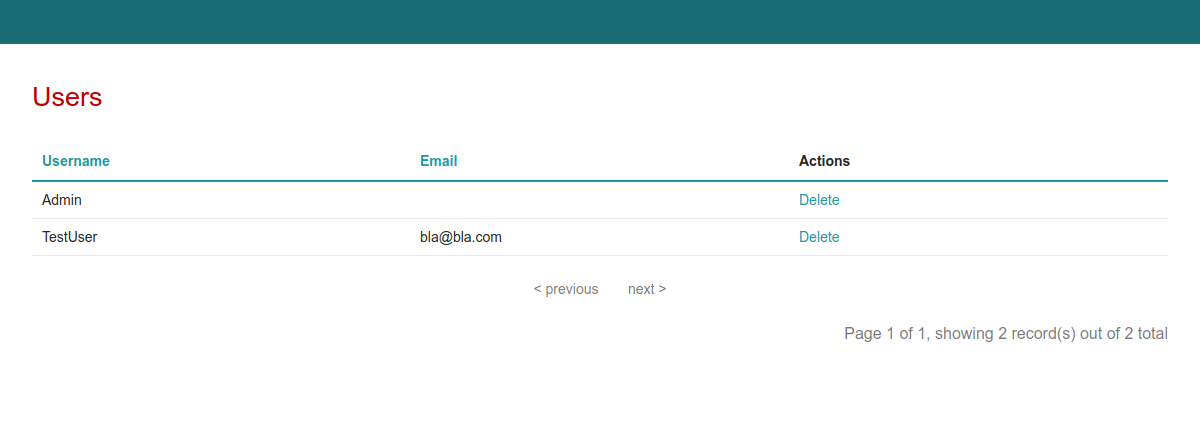 Users
Username Email Actions
Admin Delete
TestUser bla@bla.com Delete
< previous next >
Page 1 of 1, showing 2 record(s) out of 2 total